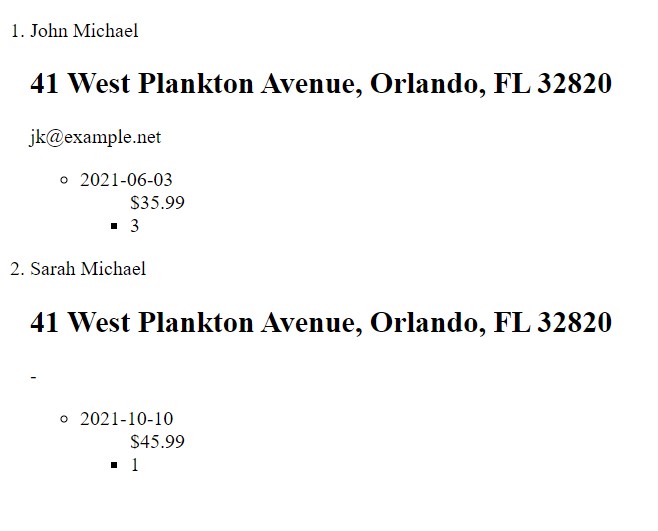 1. John Michael
41 West Plankton Avenue, Orlando, FL 32820
jk@example.net
2021-06-03
$35.99
3
2. Sarah Michael
41 West Plankton Avenue, Orlando, FL 32820
-
2021-10-10
$45.99
1